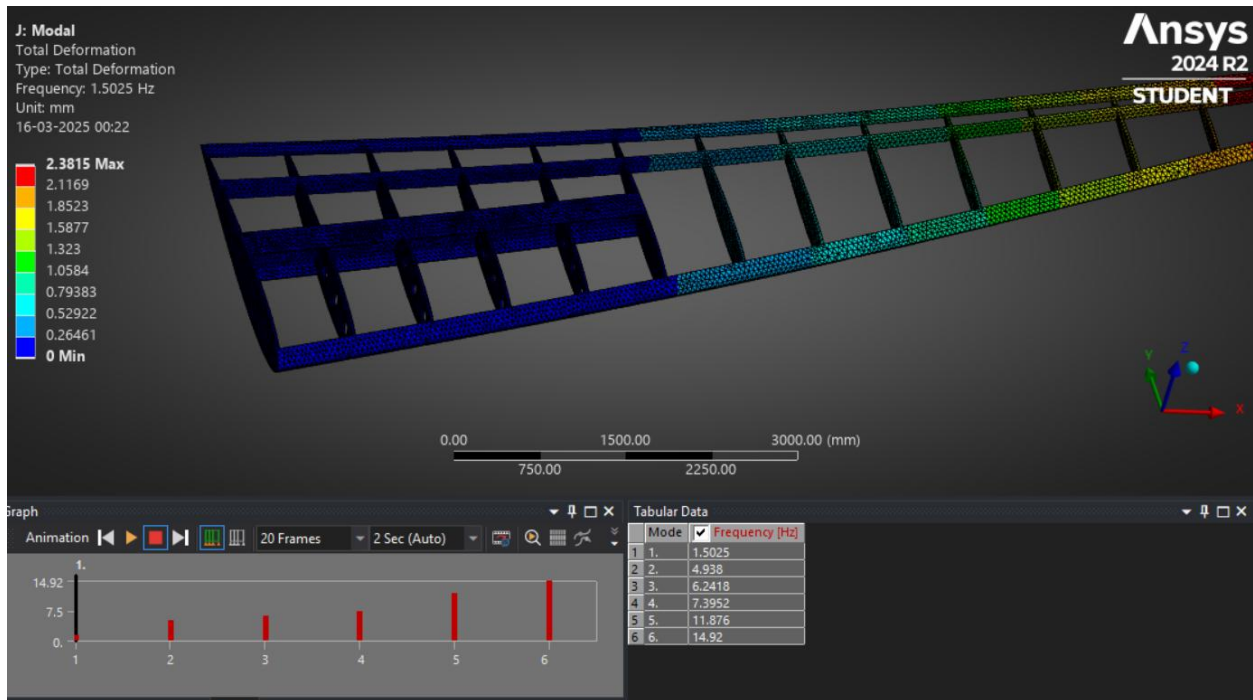 J: Modal
Total Deformation
Type: Total Deformation
Frequency: 1.5025 Hz
Unit: mm
16-03-2025 00:22
Ansys
2024 R2
STUDENT
2.3815 Max
2.1169
1.8523
1.5877
1.323
1.0584
0.79383
0.52922
0.26461
0 Min
Y
Z
X
0.00 1500.00 3000.00 (mm)
750.00 2250.00
Graph
Animation 20 Frames 2 Sec (Auto)
1.
14.92
7.5
0.
1 2 3 4 5 6
Tabular Data
Mode Frequency [Hz]
1 1. 1.5025
2 2. 4.938
3 3. 6.2418
4 4. 7.3952
5 5. 11.876
6 6. 14.92